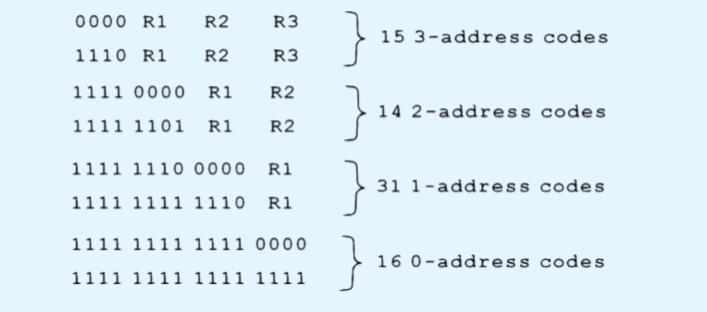 0000 R1 R2 R3
15 3-address codes
1110 R1 R2 R3
1111 0000 R1 R2
14 2-address codes
1111 1101 R1 R2
1111 1110 0000 R1
31 1-address codes
1111 1111 1110 R1
1111 1111 1111 0000
16 0-address codes
1111 1111 1111 1111